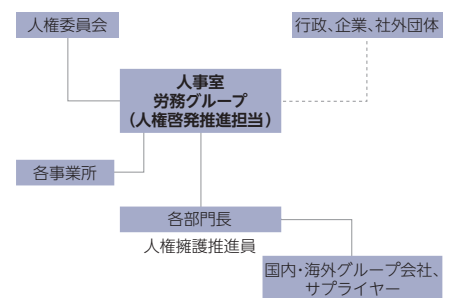 人権委員会
行政、企業、社外団体
人事室
労務グループ
（人権啓発推進担当）
各事業所
各部門長
人権擁護推進員
国内・海外グループ会社、
サプライヤー